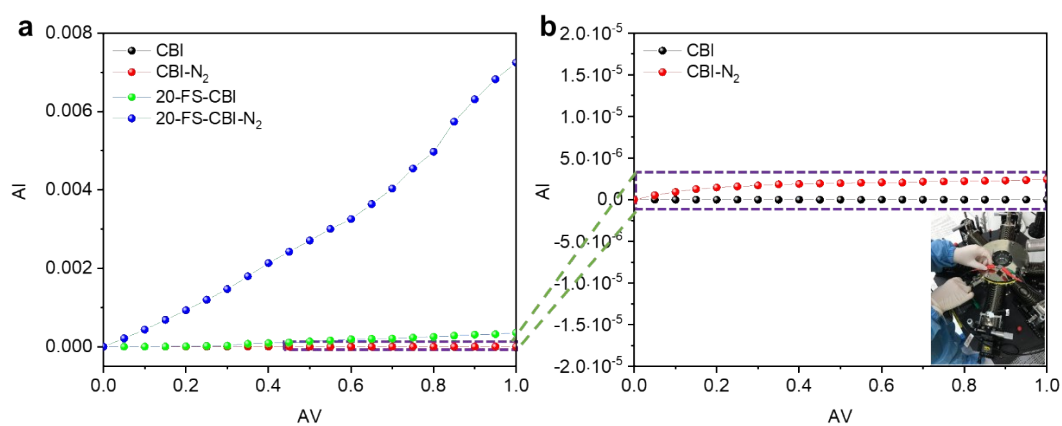 a
0.008
0.006
0.004
0.002
0.000
AI
CBI
CBI-N₂
20-FS-CBI
20-FS-CBI-N₂
0.0 0.2 0.4 0.6 0.8 1.0
AV
b
2.0·10⁻⁵
1.5·10⁻⁵
1.0·10⁻⁵
5.0·10⁻⁶
0.0
-5.0·10⁻⁶
-1.0·10⁻⁵
-1.5·10⁻⁵
-2.0·10⁻⁵
AI
CBI
CBI-N₂
0.0 0.2 0.4 0.6 0.8 1.0
AV